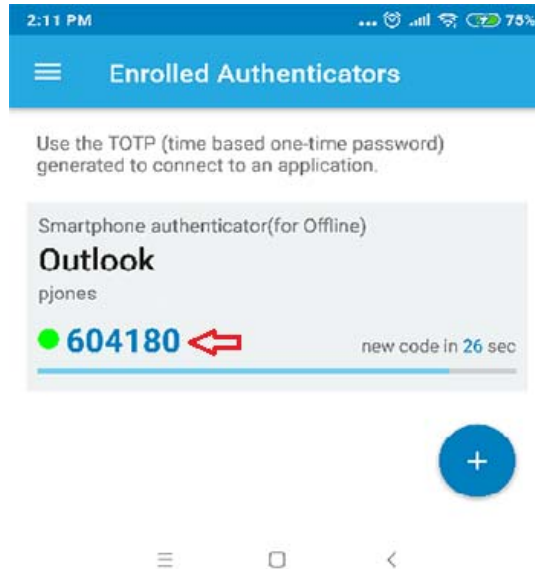 2:11 PM ... 75%
Enrolled Authenticators
Use the TOTP (time based one-time password)
generated to connect to an application.
Smartphone authenticator(for Offline)
Outlook
pjones
604180 new code in 26 sec
+